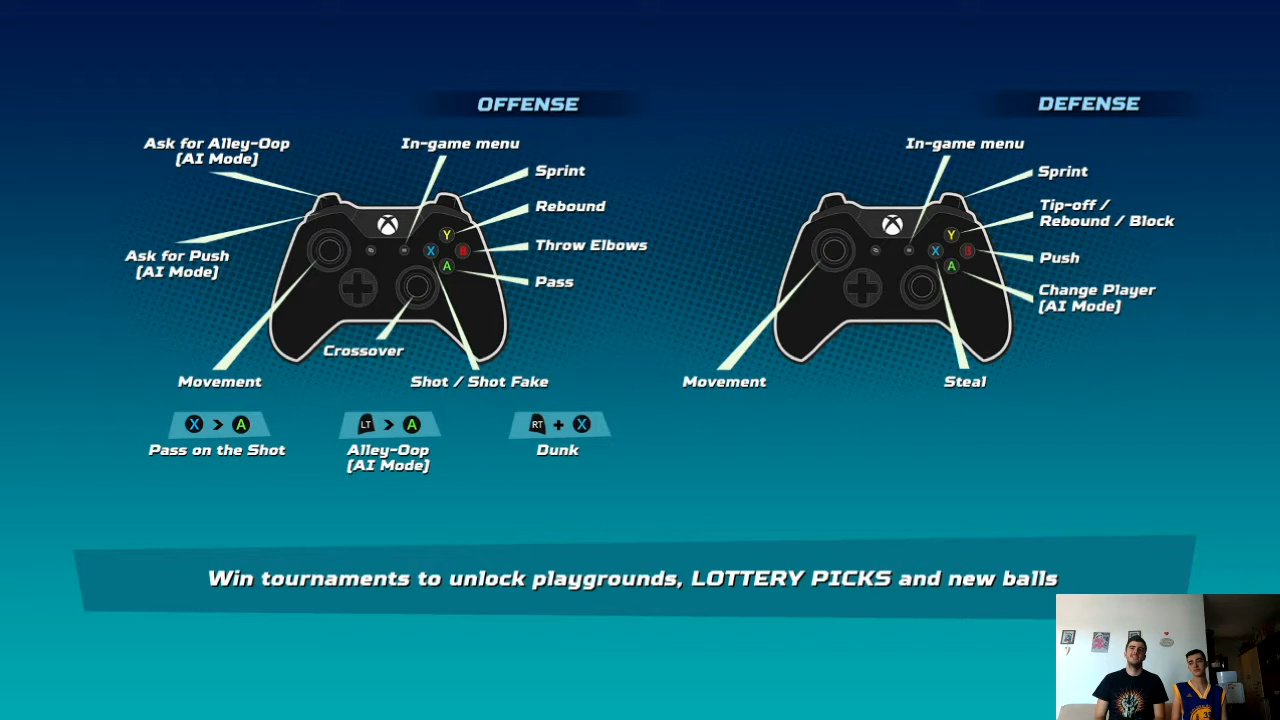 OFFENSE
Ask for Alley-Oop
(AI Mode)
In-game menu
Sprint
Rebound
Throw Elbows
Pass
Ask for Push
(AI Mode)
Y
X
B
A
Crossover
Movement
Shot / Shot Fake
X > A
Pass on the Shot
LT > A
Alley-Oop
(AI Mode)
RT + X
Dunk
DEFENSE
In-game menu
Sprint
Tip-off /
Rebound / Block
Push
Change Player
(AI Mode)
Y
X
B
A
Movement
Steal
Win tournaments to unlock playgrounds, LOTTERY PICKS and new balls